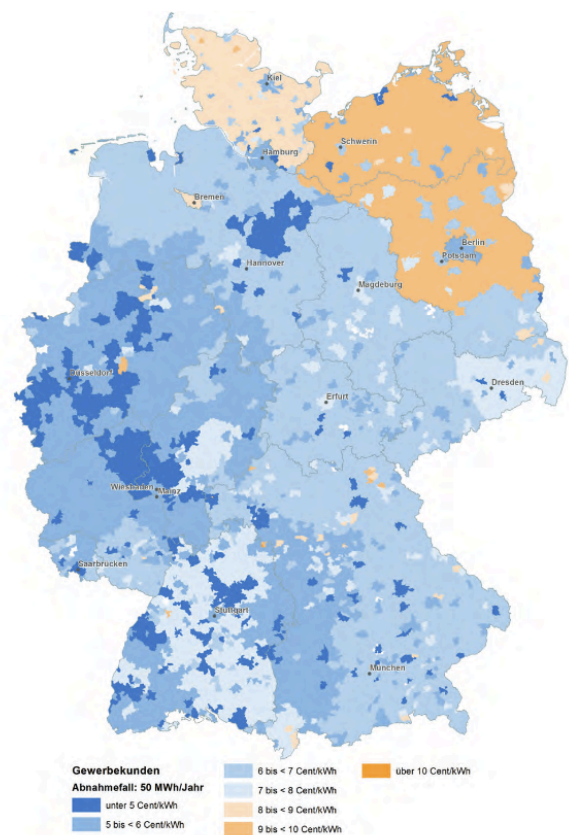 Kiel
Schwerin
Hamburg
Bremen
Berlin
Potsdam
Hannover
Magdeburg
Düsseldorf
Dresden
Erfurt
Wiesbaden
Mainz
Saarbrücken
Stuttgart
München
Gewerbekunden
Abnahmefall: 50 MWh/Jahr
unter 5 Cent/kWh
5 bis < 6 Cent/kWh
6 bis < 7 Cent/kWh
7 bis < 8 Cent/kWh
8 bis < 9 Cent/kWh
9 bis < 10 Cent/kWh
über 10 Cent/kWh